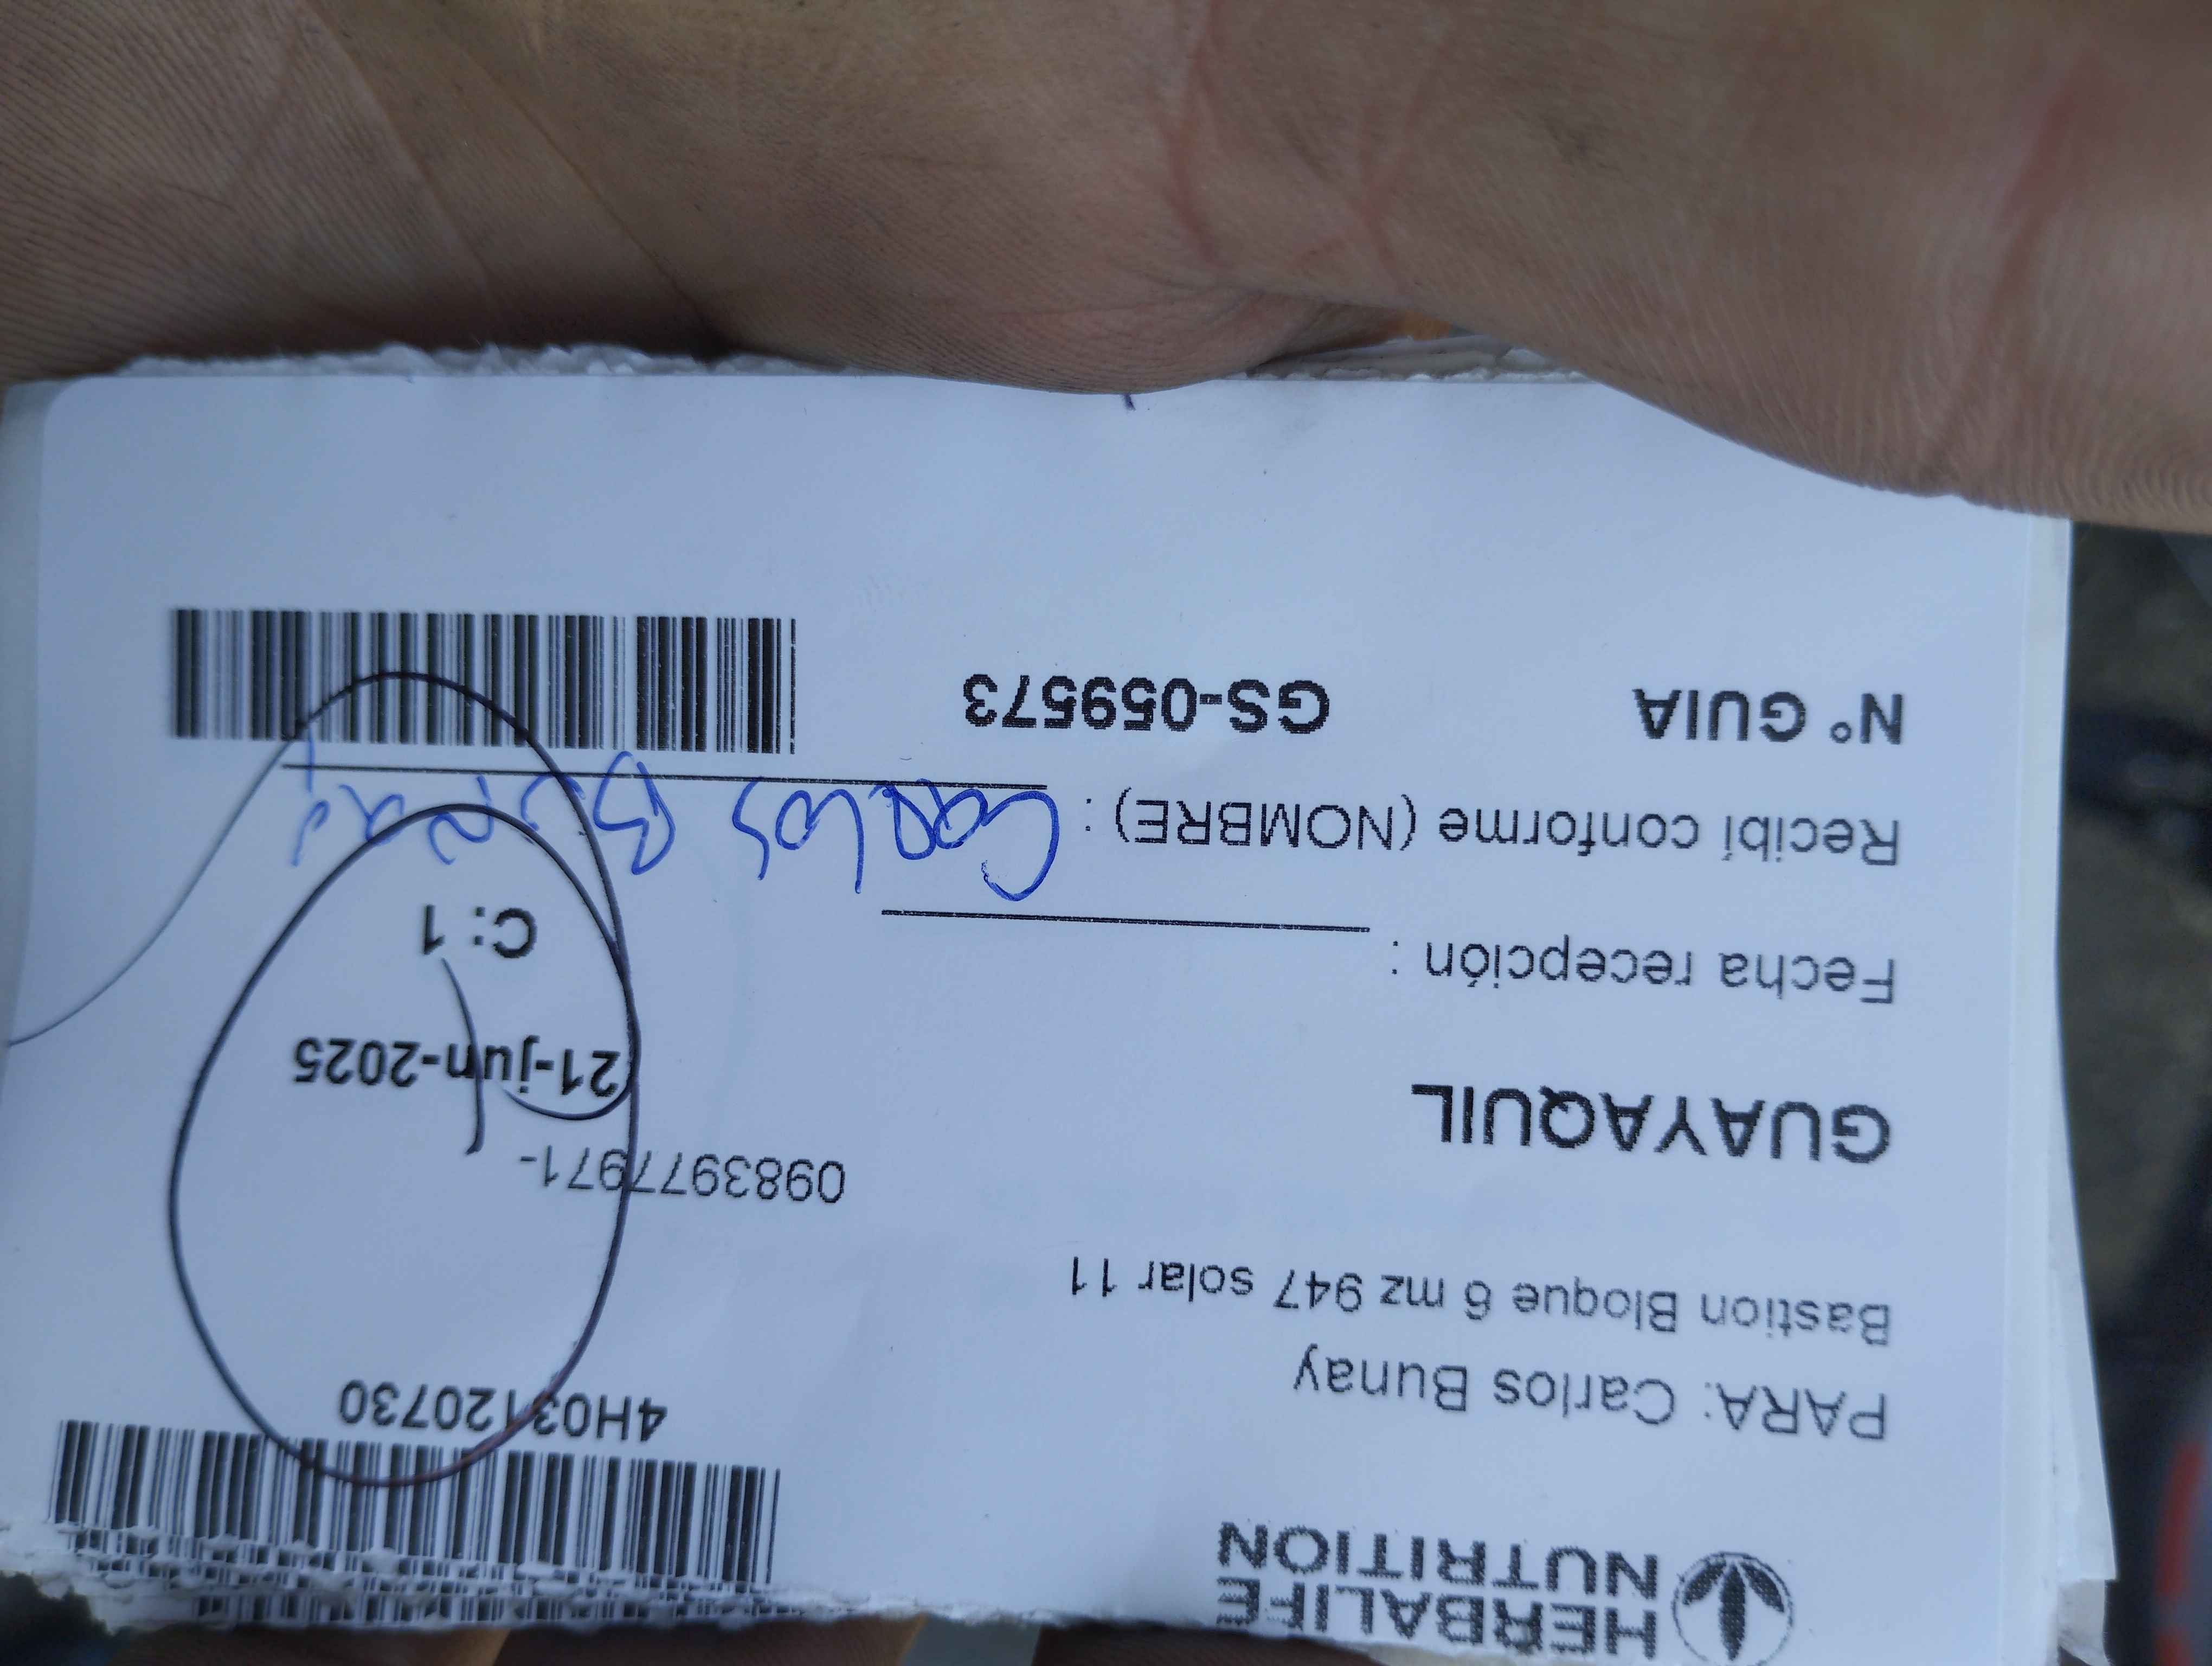 HERBALIFE
NUTRITION
4H03120730
PARA: Carlos Bunay
Bastion Bloque 6 mz 947 solar 11
0983977971-
GUAYAQUIL
21-jun-2025
Fecha recepción :
C: 1
Recibí conforme (NOMBRE) : Carlos
N° GUIA GS-059573